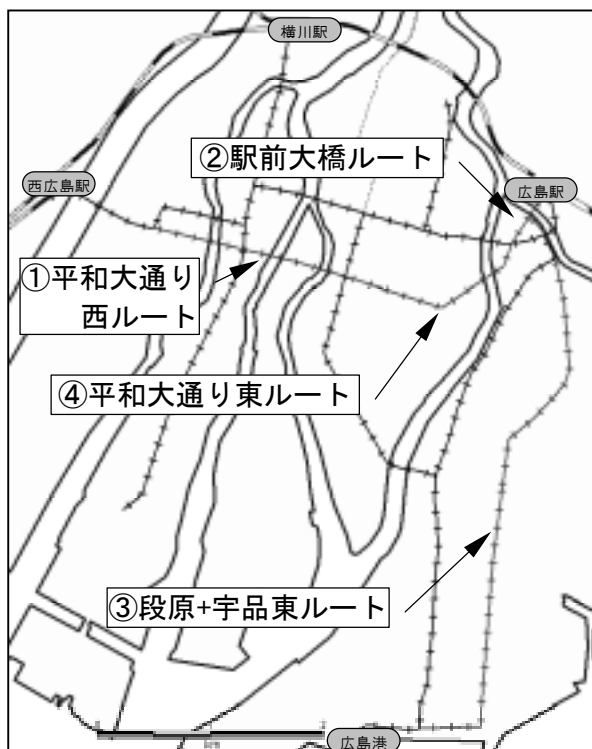 横川駅
②駅前大橋ルート
西広島駅
広島駅
①平和大通り
西ルート
④平和大通り東ルート
③段原+宇品東ルート
広島港